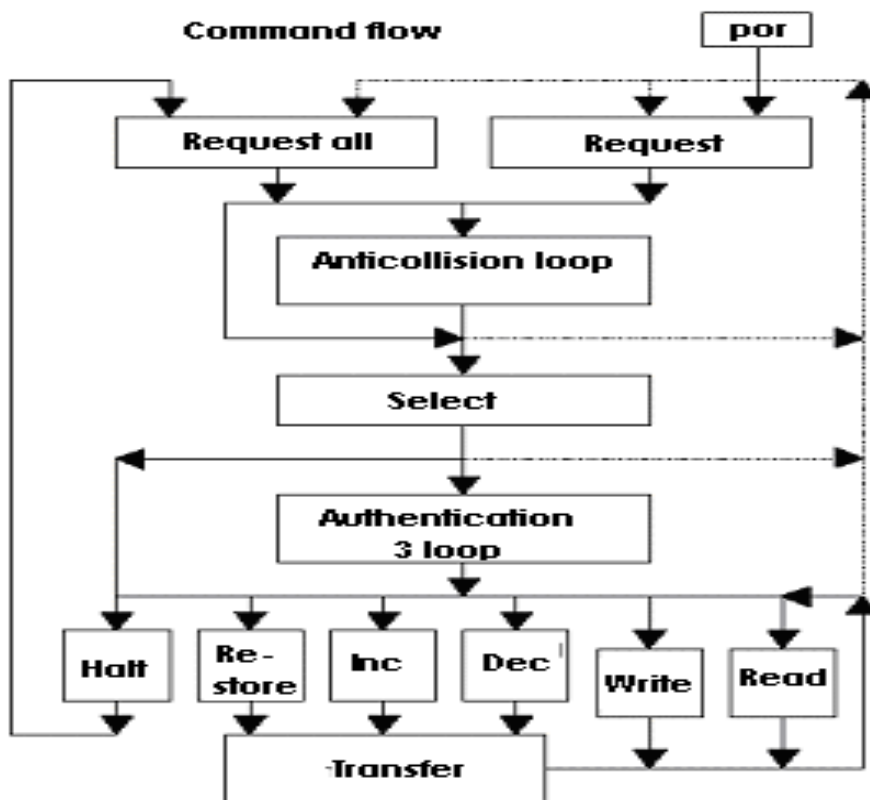 Command flow
por
Request all
Request
Anticollision loop
Select
Authentication
3 loop
Halt
Re-
store
Inc
Dec
Write
Read
Transfer